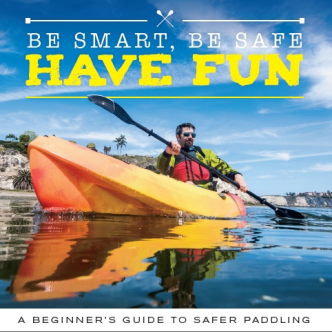 BE SMART, BE SAFE
HAVE FUN
A BEGINNER'S GUIDE TO SAFER PADDLING